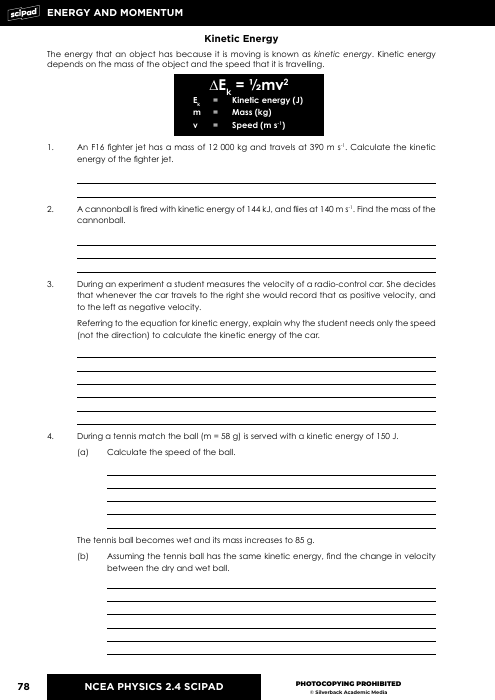 scipad ENERGY AND MOMENTUM
Kinetic Energy
The energy that an object has because it is moving is known as kinetic energy. Kinetic energy
depends on the mass of the object and the speed that it is travelling.
∆Eₖ = ½mv²
Eₖ = Kinetic energy (J)
m = Mass (kg)
v = Speed (m s⁻¹)
1. An F16 fighter jet has a mass of 12 000 kg and travels at 390 m s⁻¹. Calculate the kinetic
energy of the fighter jet.
2. A cannonball is fired with kinetic energy of 144 kJ, and flies at 140 m s⁻¹. Find the mass of the
cannonball.
3. During an experiment a student measures the velocity of a radio-control car. She decides
that whenever the car travels to the right she would record that as positive velocity, and
to the left as negative velocity.
Referring to the equation for kinetic energy, explain why the student needs only the speed
(not the direction) to calculate the kinetic energy of the car.
4. During a tennis match the ball (m = 58 g) is served with a kinetic energy of 150 J.
(a) Calculate the speed of the ball.
The tennis ball becomes wet and its mass increases to 85 g.
(b) Assuming the tennis ball has the same kinetic energy, find the change in velocity
between the dry and wet ball.
78 NCEA PHYSICS 2.4 SCIPAD PHOTOCOPYING PROHIBITED
© Silverback Academic Media